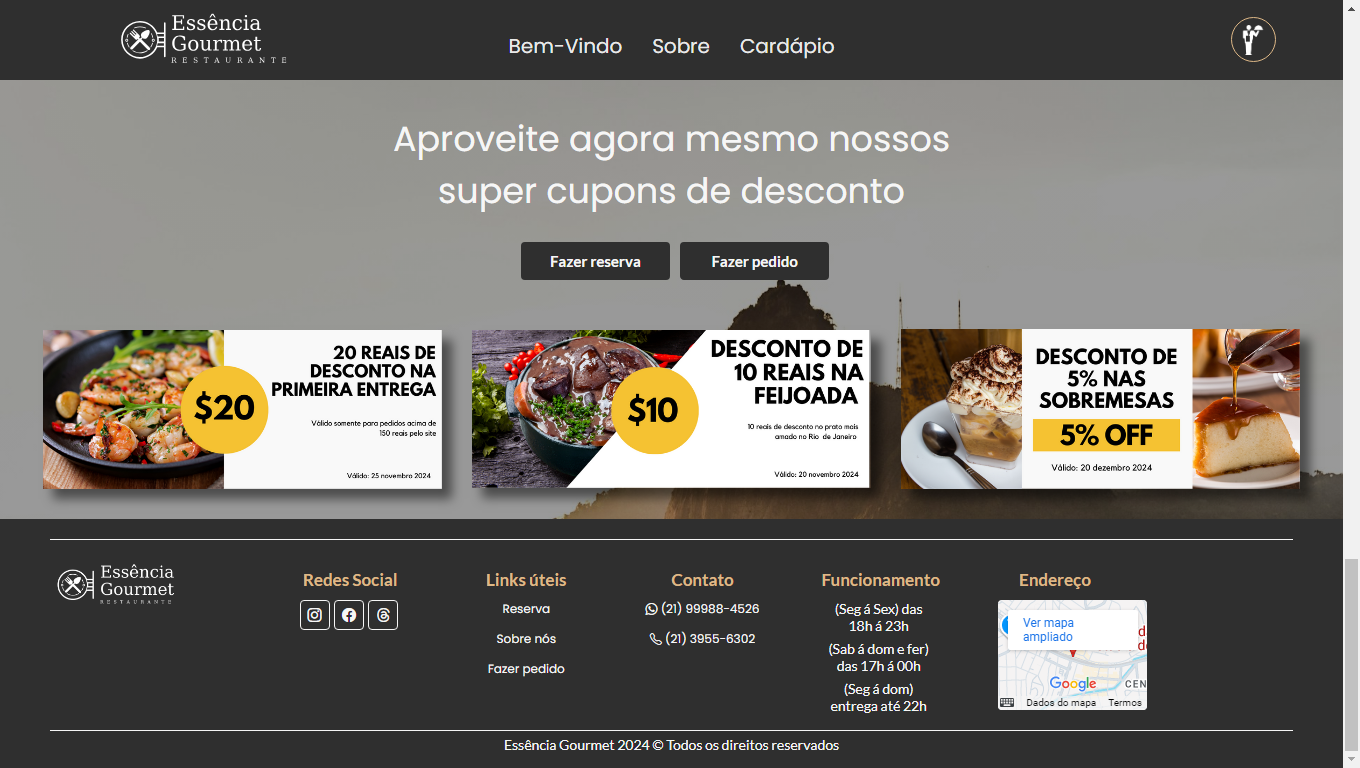 Essência
Gourmet
RESTAURANTE
Bem-Vindo Sobre Cardápio
Aproveite agora mesmo nossos
super cupons de desconto
Fazer reserva Fazer pedido
20 REAIS DE
DESCONTO NA
PRIMEIRA ENTREGA
$20
Válido somente para pedidos acima de
150 reais pelo site
Válido: 25 novembro 2024
DESCONTO DE
10 REAIS NA
FEIJOADA
$10
10 reais de desconto no prato mais
amado no Rio de Janeiro
Válido: 20 novembro 2024
DESCONTO DE
5% NAS
SOBREMESAS
5% OFF
Válido: 20 dezembro 2024
Essência
Gourmet
RESTAURANTE
Redes Social
Links úteis
Reserva
Sobre nós
Fazer pedido
Contato
(21) 99988-4526
(21) 3955-6302
Funcionamento
(Seg á Sex) das
18h á 23h
(Sab á dom e fer)
das 17h á 00h
(Seg á dom)
entrega até 22h
Endereço
Ver mapa
ampliado
Google
CEN
Dados do mapa Termos
Essência Gourmet 2024 © Todos os direitos reservados